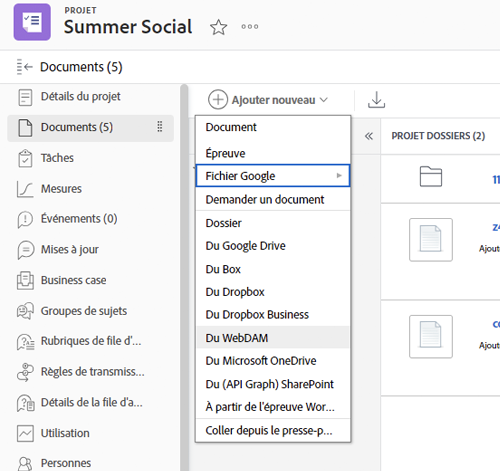 PROJET
Summer Social
Documents (5)
Détails du projet
Documents (5)
Tâches
Mesures
Événements (0)
Mises à jour
Business case
Groupes de sujets
Rubriques de file d'...
Règles de transmiss...
Détails de la file d'a...
Utilisation
Personnes
Ajouter nouveau
Document
Épreuve
Fichier Google
Demander un document
Dossier
Du Google Drive
Du Box
Du Dropbox
Du Dropbox Business
Du WebDAM
Du Microsoft OneDrive
Du (API Graph) SharePoint
À partir de l'épreuve Wor...
Coller depuis le presse-p...
PROJET DOSSIERS (2)
11
z4
Ajout
co
Ajout